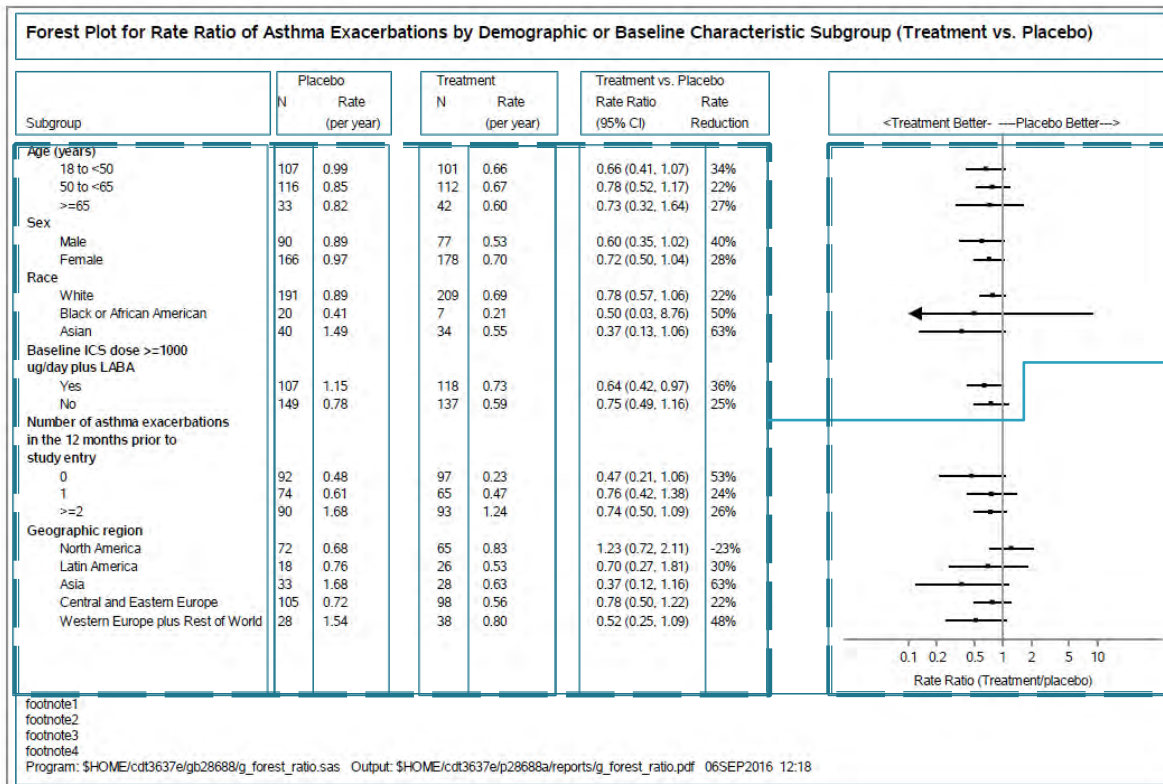 Forest Plot for Rate Ratio of Asthma Exacerbations by Demographic or Baseline Characteristic Subgroup (Treatment vs. Placebo)
Placebo Treatment Treatment vs. Placebo
N Rate N Rate Rate Ratio Rate
Subgroup (per year) (per year) (95% CI) Reduction <Treatment Better- ----Placebo Better--->
Age (years)
18 to <50 107 0.99 101 0.66 0.66 (0.41, 1.07) 34%
50 to <65 116 0.85 112 0.67 0.78 (0.52, 1.17) 22%
>=65 33 0.82 42 0.60 0.73 (0.32, 1.64) 27%
Sex
Male 90 0.89 77 0.53 0.60 (0.35, 1.02) 40%
Female 166 0.97 178 0.70 0.72 (0.50, 1.04) 28%
Race
White 191 0.89 209 0.69 0.78 (0.57, 1.06) 22%
Black or African American 20 0.41 7 0.21 0.50 (0.03, 8.76) 50%
Asian 40 1.49 34 0.55 0.37 (0.13, 1.06) 63%
Baseline ICS dose >=1000
ug/day plus LABA
Yes 107 1.15 118 0.73 0.64 (0.42, 0.97) 36%
No 149 0.78 137 0.59 0.75 (0.49, 1.16) 25%
Number of asthma exacerbations
in the 12 months prior to
study entry
0 92 0.48 97 0.23 0.47 (0.21, 1.06) 53%
1 74 0.61 65 0.47 0.76 (0.42, 1.38) 24%
>=2 90 1.68 93 1.24 0.74 (0.50, 1.09) 26%
Geographic region
North America 72 0.68 65 0.83 1.23 (0.72, 2.11) -23%
Latin America 18 0.76 26 0.53 0.70 (0.27, 1.81) 30%
Asia 33 1.68 28 0.63 0.37 (0.12, 1.16) 63%
Central and Eastern Europe 105 0.72 98 0.56 0.78 (0.50, 1.22) 22%
Western Europe plus Rest of World 28 1.54 38 0.80 0.52 (0.25, 1.09) 48%
0.1 0.2 0.5 1 2 5 10
Rate Ratio (Treatment/placebo)
footnote1
footnote2
footnote3
footnote4
Program: $HOME/cdt3637e/gb28688/g_forest_ratio.sas Output: $HOME/cdt3637e/p28688a/reports/g_forest_ratio.pdf 06SEP2016 12:18